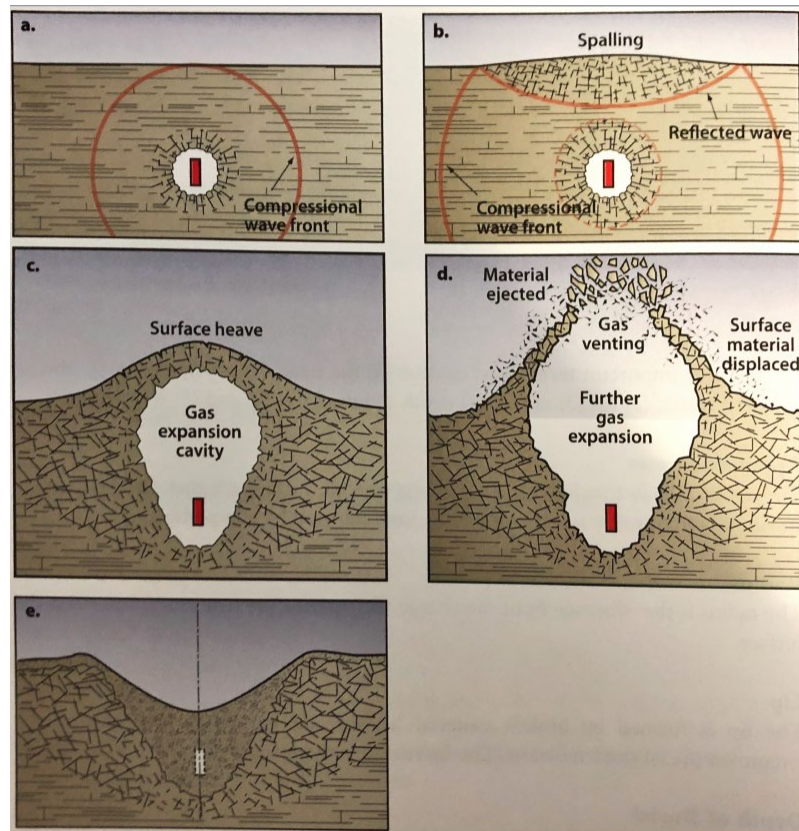 a.
Compressional
wave front
b.
Spalling
Reflected wave
Compressional
wave front
c.
Surface heave
Gas
expansion
cavity
d.
Material
ejected
Gas
venting
Surface
material
displaced
Further
gas
expansion
e.